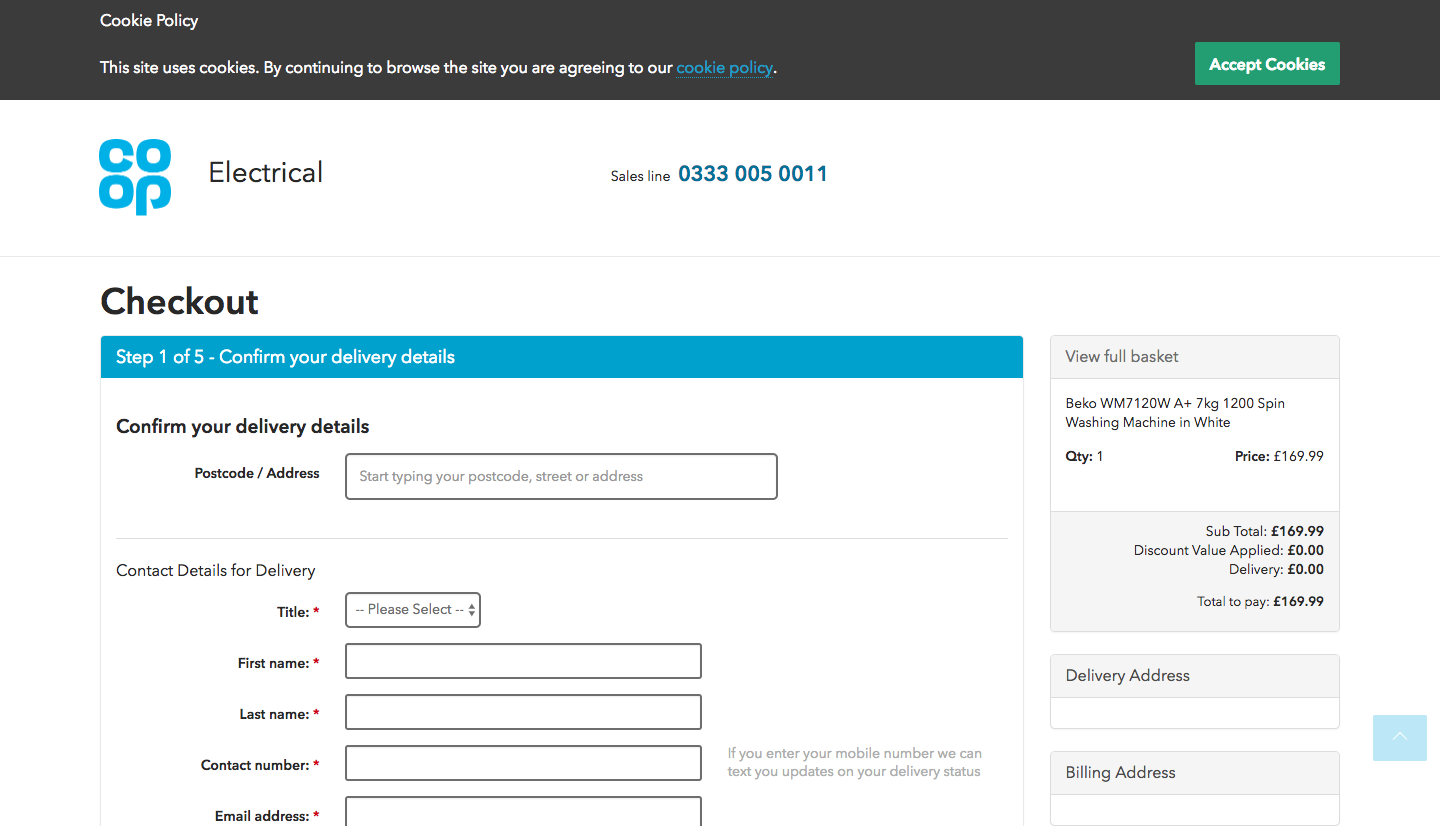 Cookie Policy
This site uses cookies. By continuing to browse the site you are agreeing to our cookie policy.
Accept Cookies
co
op
Electrical
Sales line 0333 005 0011
Checkout
Step 1 of 5 - Confirm your delivery details
Confirm your delivery details
Postcode / Address
Start typing your postcode, street or address
Contact Details for Delivery
Title: *
-- Please Select --
First name: *
Last name: *
Contact number: *
If you enter your mobile number we can
text you updates on your delivery status
Email address: *
View full basket
Beko WM7120W A+ 7kg 1200 Spin
Washing Machine in White
Qty: 1 Price: £169.99
Sub Total: £169.99
Discount Value Applied: £0.00
Delivery: £0.00
Total to pay: £169.99
Delivery Address
Billing Address